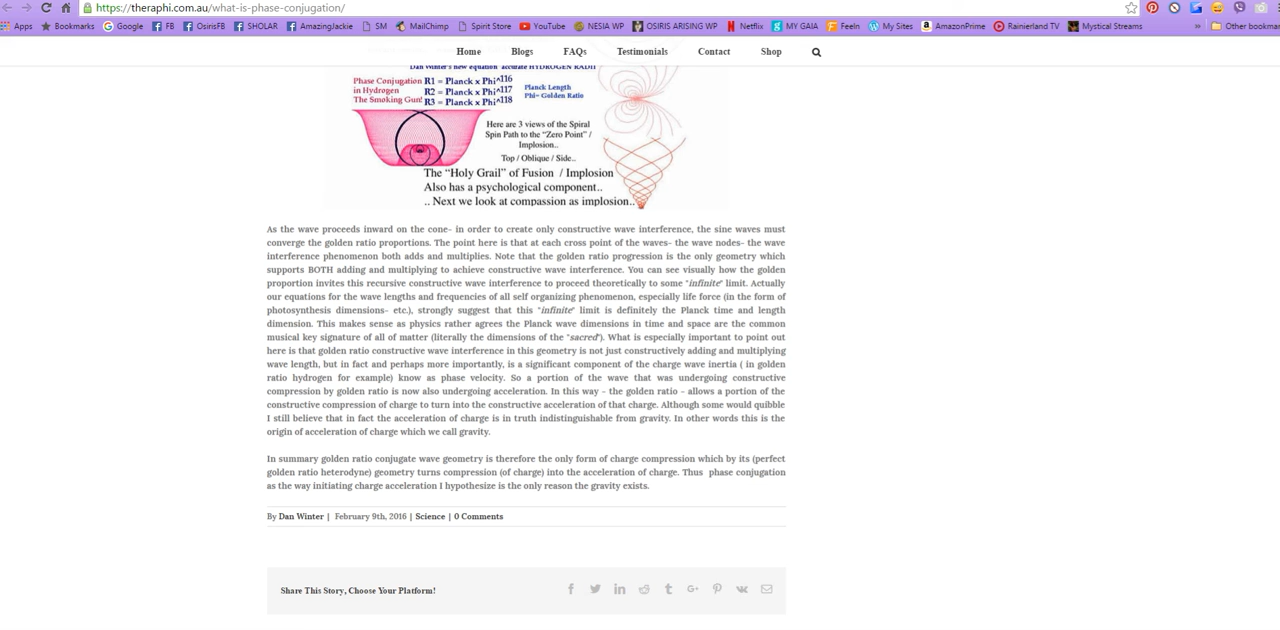 https://theraphi.com.au/what-is-phase-conjugation/
Apps Bookmarks Google FB OsirisFB SHOLAR AmazingJackie SM MailChimp Spirit Store YouTube NESIA WP OSIRIS ARISING WP Netflix MY GAIA FeelIn My Sites AmazonPrime Rainierland TV Mystical Streams » Other bookmar
Home Blogs FAQs Testimonials Contact Shop
Dan Winter's new equation accurate HYDROGEN RADII
Phase Conjugation
in Hydrogen
The Smoking Gun!
R1 = Planck x Phi^116
R2 = Planck x Phi^117
R3 = Planck x Phi^118
Planck Length
Phi= Golden Ratio
Here are 3 views of the Spiral
Spin Path to the "Zero Point" /
Implosion..
Top / Oblique / Side..
The "Holy Grail" of Fusion / Implosion
Also has a psychological component..
.. Next we look at compassion as implosion..
As the wave proceeds inward on the cone– in order to create only constructive wave interference, the sine waves must
converge the golden ratio proportions. The point here is that at each cross point of the waves– the wave nodes– the wave
interference phenomenon both adds and multiplies. Note that the golden ratio progression is the only geometry which
supports BOTH adding and multiplying to achieve constructive wave interference. You can see visually how the golden
proportion invites this recursive constructive wave interference to proceed theoretically to some "infinite" limit. Actually
our equations for the wave lengths and frequencies of all self organizing phenomenon, especially life force (in the form of
photosynthesis dimensions– etc.), strongly suggest that this "infinite" limit is definitely the Planck time and length
dimension. This makes sense as physics rather agrees the Planck wave dimensions in time and space are the common
musical key signature of all of matter (literally the dimensions of the "sacred"). What is especially important to point out
here is that golden ratio constructive wave interference in this geometry is not just constructively adding and multiplying
wave length, but in fact and perhaps more importantly, is a significant component of the charge wave inertia ( in golden
ratio hydrogen for example) know as phase velocity. So a portion of the wave that was undergoing constructive
compression by golden ratio is now also undergoing acceleration. In this way – the golden ratio – allows a portion of the
constructive compression of charge to turn into the constructive acceleration of that charge. Although some would quibble
I still believe that in fact the acceleration of charge is in truth indistinguishable from gravity. In other words this is the
origin of acceleration of charge which we call gravity.
In summary golden ratio conjugate wave geometry is therefore the only form of charge compression which by its (perfect
golden ratio heterodyne) geometry turns compression (of charge) into the acceleration of charge. Thus phase conjugation
as the way initiating charge acceleration I hypothesize is the only reason the gravity exists.
By Dan Winter | February 9th, 2016 | Science | 0 Comments
Share This Story, Choose Your Platform!